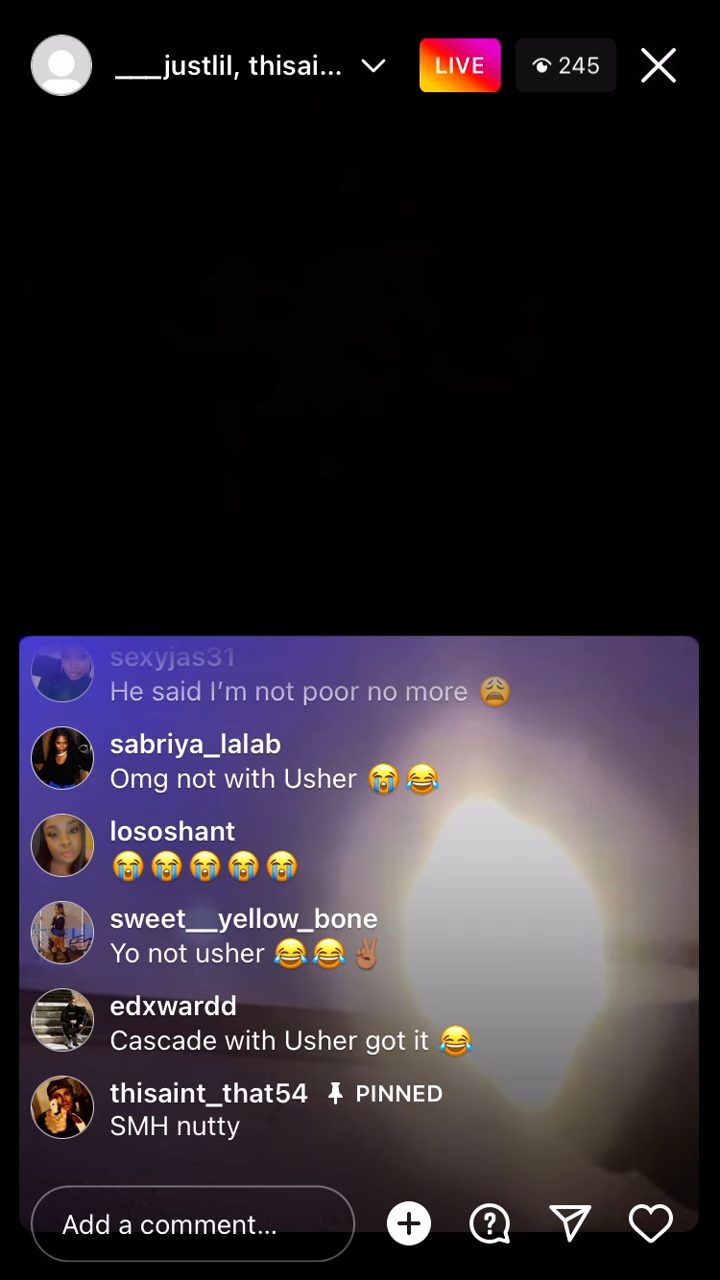 ___justlil, thisai...
LIVE
245
sexyjas31
He said I’m not poor no more 😩
sabriya_lalab
Omg not with Usher 😭😂
lososhant
😭😭😭😭😭
sweet__yellow_bone
Yo not usher 😂😂✌🏽
edxwardd
Cascade with Usher got it 😂
thisaint_that54 PINNED
SMH nutty
Add a comment...